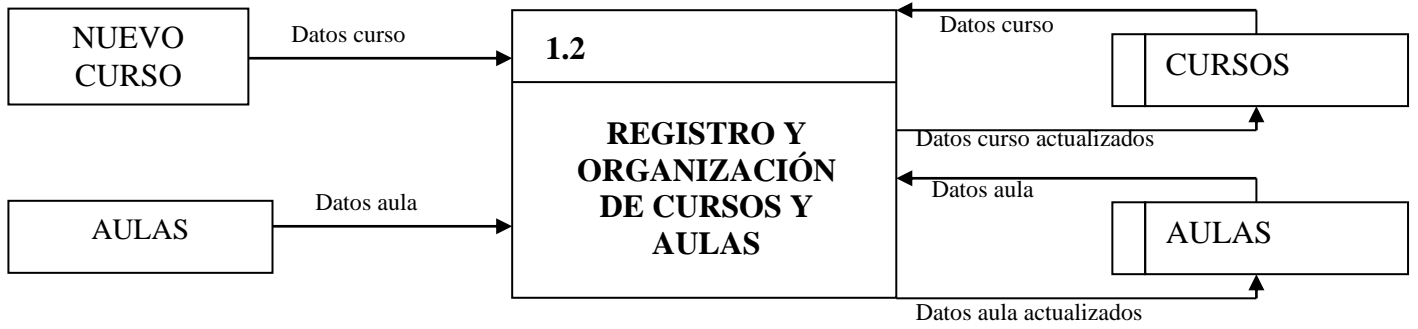 NUEVO
CURSO
Datos curso
1.2
Datos curso
CURSOS
REGISTRO Y
ORGANIZACIÓN
DE CURSOS Y
AULAS
Datos curso actualizados
AULAS
Datos aula
Datos aula
AULAS
Datos aula actualizados